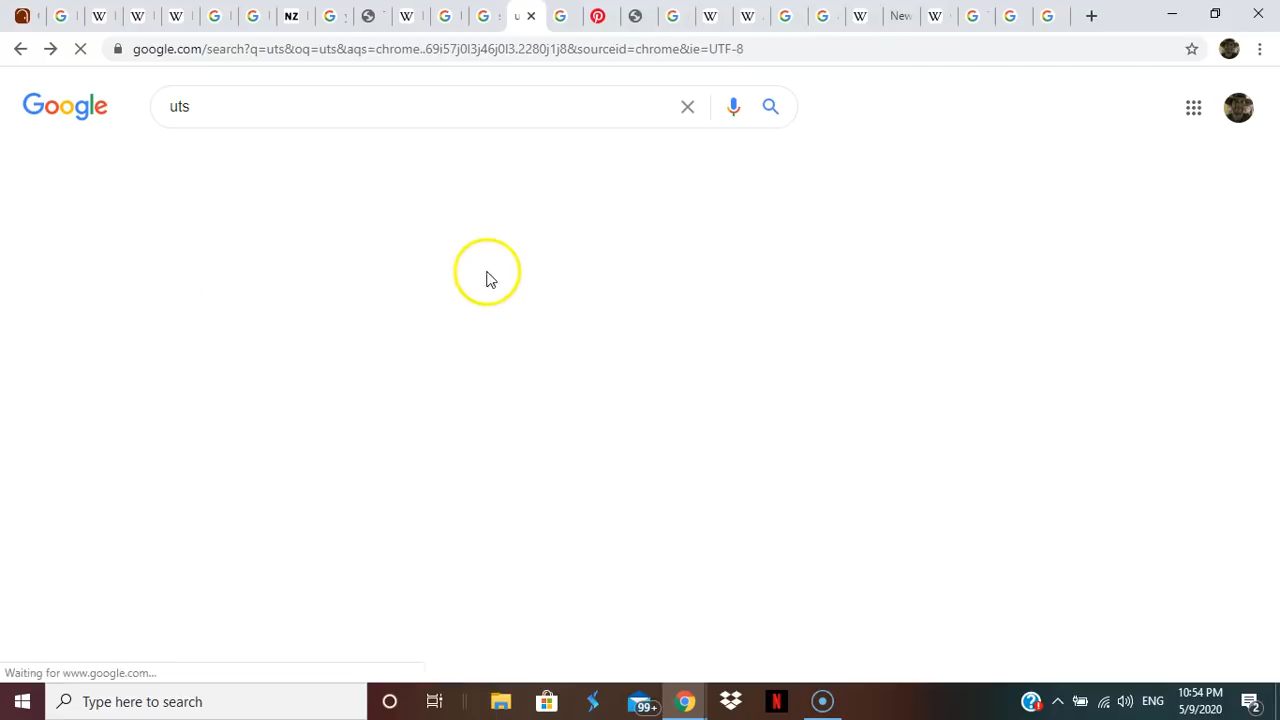 NZ
u
New
google.com/search?q=uts&oq=uts&aqs=chrome..69i57j0l3j46j0l3.2280j1j8&sourceid=chrome&ie=UTF-8
Google
uts
Waiting for www.google.com...
Type here to search
99+
N
ENG
10:54 PM
5/9/2020
2